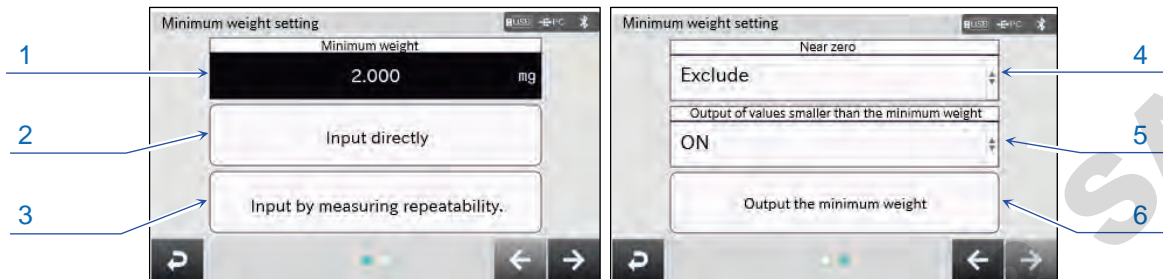 Minimum weight setting
USB PC
Minimum weight
1
2.000 mg
2
Input directly
3
Input by measuring repeatability.
Minimum weight setting
USB PC
Near zero
Exclude
4
Output of values smaller than the minimum weight
ON
5
Output the minimum weight
6